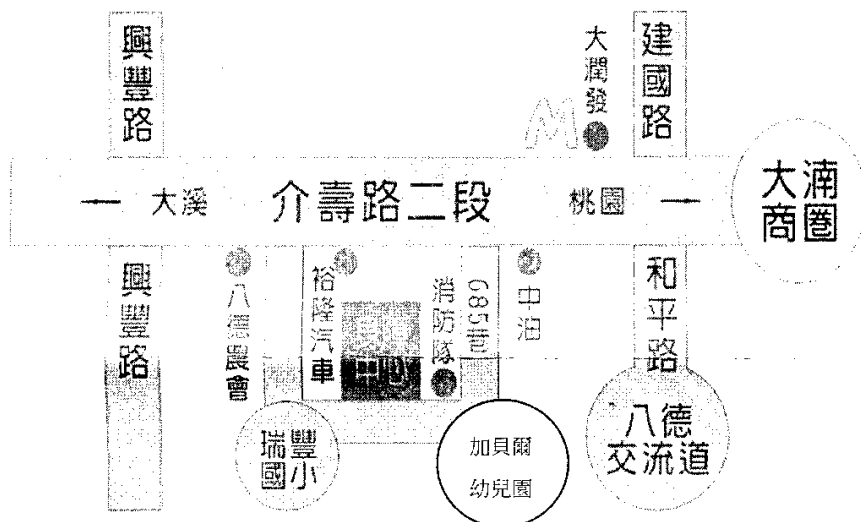 興豐路
大潤發
建國路
M
← 大溪
介壽路二段
桃園 →
大湳
商圈
興豐路
八德農會
裕隆汽車
消防隊
685巷
中油
和平路
瑞豐
國小
加貝爾
幼兒園
八德
交流道